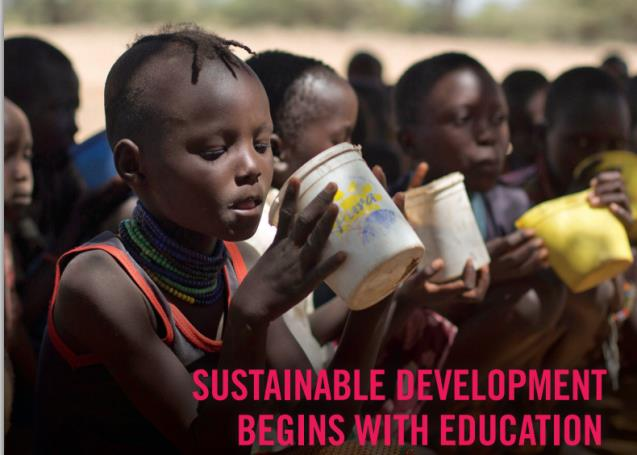 SUSTAINABLE DEVELOPMENT
BEGINS WITH EDUCATION